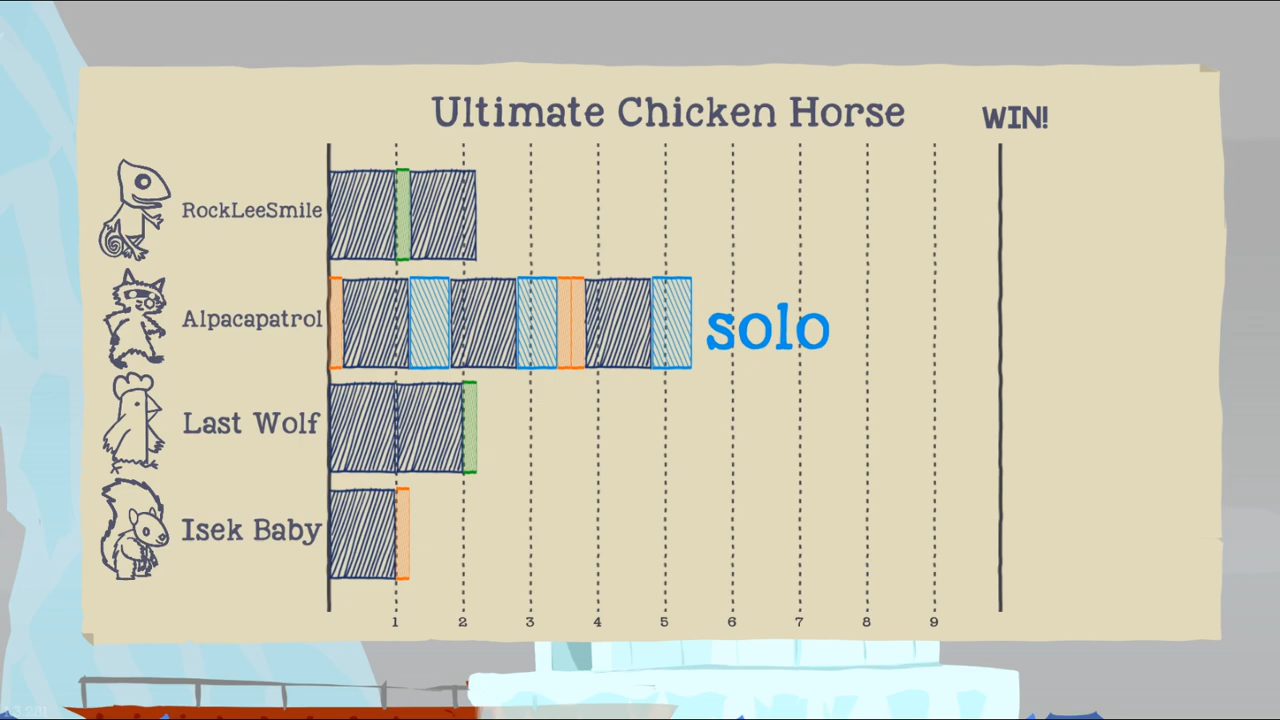 Ultimate Chicken Horse
WIN!
RockLeeSmile
Alpacapatrol
solo
Last Wolf
Isek Baby
1 2 3 4 5 6 7 8 9